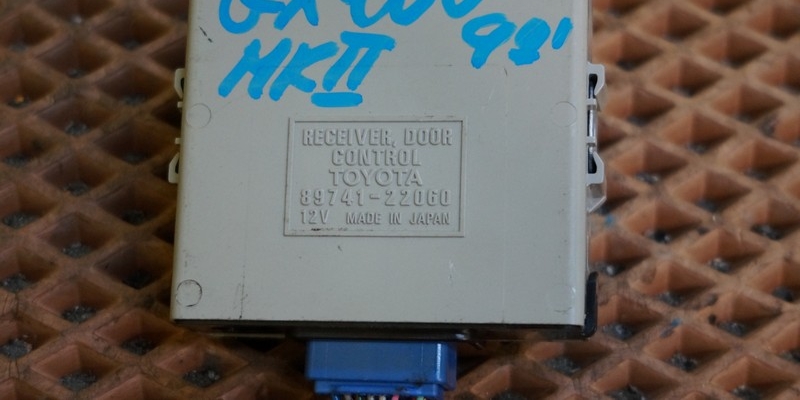 MKII 98'
RECEIVER, DOOR
CONTROL
TOYOTA
89741-22060
12V MADE IN JAPAN